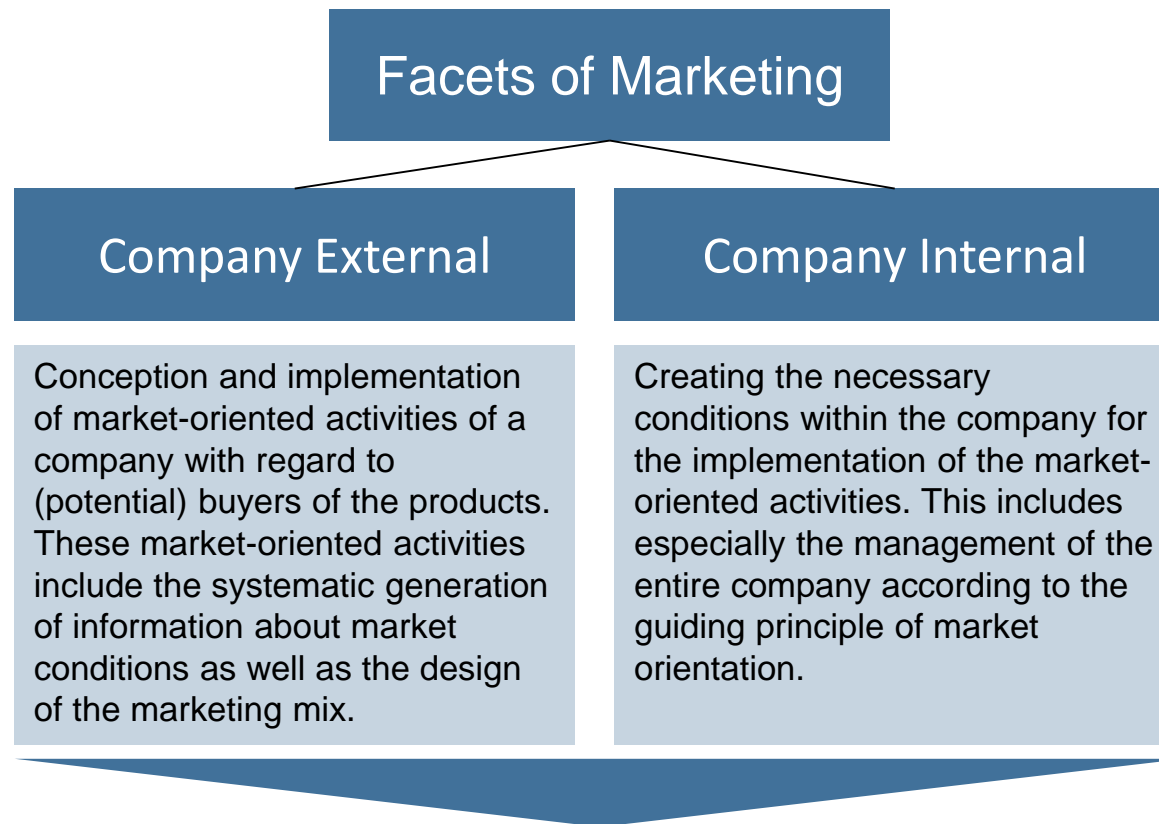 Facets of Marketing
Company External
Conception and implementation
of market-oriented activities of a
company with regard to
(potential) buyers of the products.
These market-oriented activities
include the systematic generation
of information about market
conditions as well as the design
of the marketing mix.
Company Internal
Creating the necessary
conditions within the company for
the implementation of the market-
oriented activities. This includes
especially the management of the
entire company according to the
guiding principle of market
orientation.